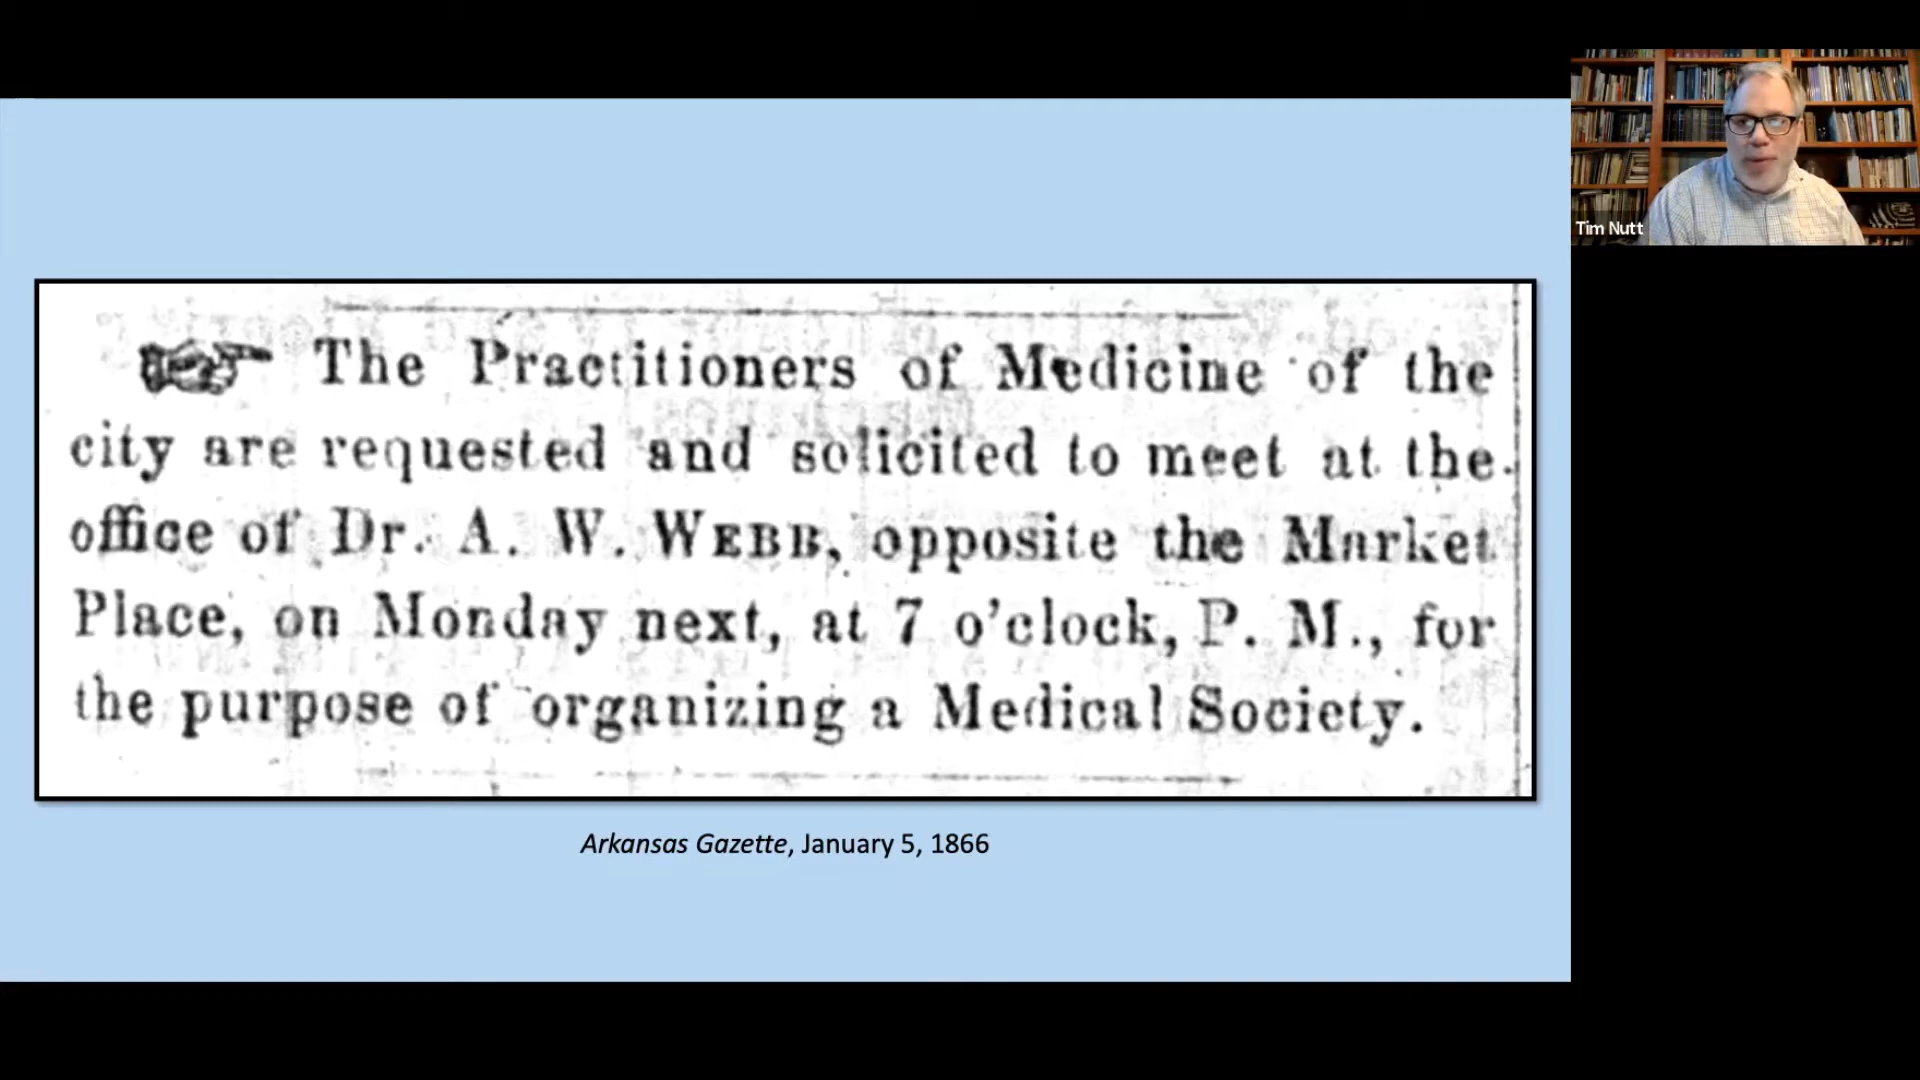 The Practitioners of Medicine of the
city are requested and solicited to meet at the
office of Dr. A. W. WEBB, opposite the Market
Place, on Monday next, at 7 o'clock, P. M., for
the purpose of organizing a Medical Society.
Arkansas Gazette, January 5, 1866
Tim Nutt